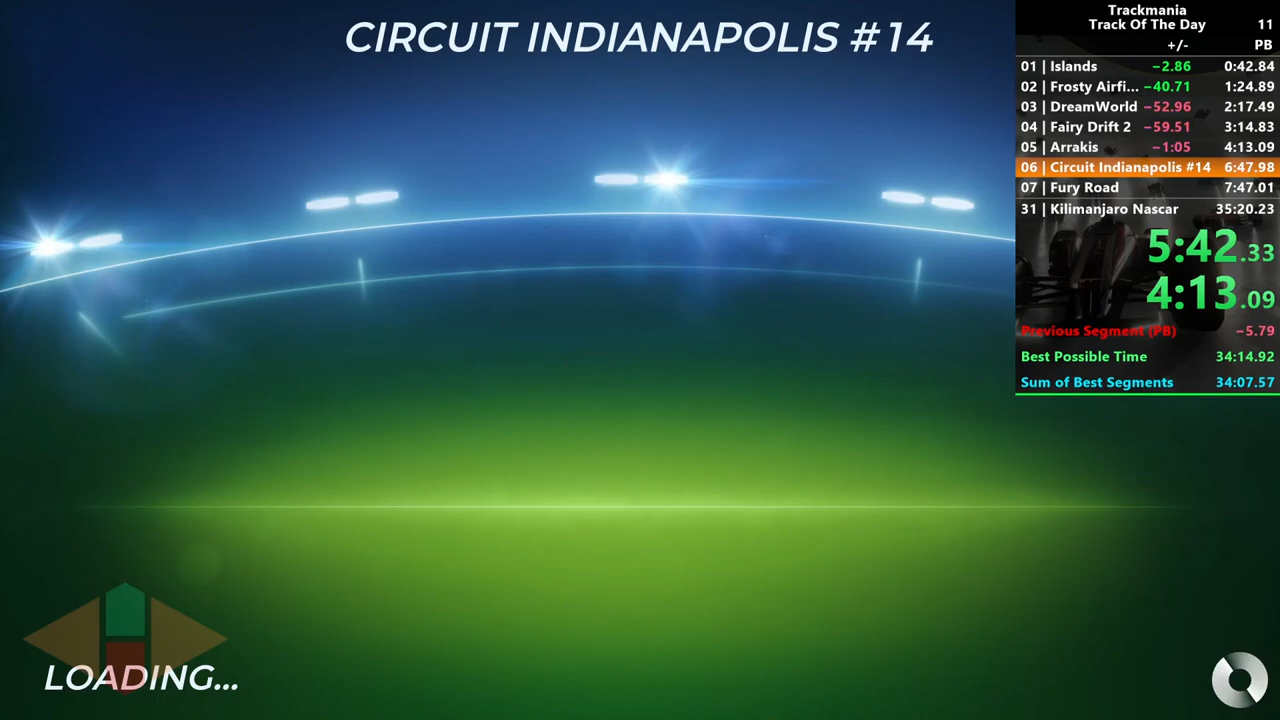 CIRCUIT INDIANAPOLIS #14
Trackmania
Track Of The Day 11
+/- PB
01 | Islands −2.86 0:42.84
02 | Frosty Airfi... −40.71 1:24.89
03 | DreamWorld −52.96 2:17.49
04 | Fairy Drift 2 −59.51 3:14.83
05 | Arrakis −1:05 4:13.09
06 | Circuit Indianapolis #14 6:47.98
07 | Fury Road 7:47.01
31 | Kilimanjaro Nascar 35:20.23
5:42.33
4:13.09
Previous Segment (PB) −5.79
Best Possible Time 34:14.92
Sum of Best Segments 34:07.57
LOADING...